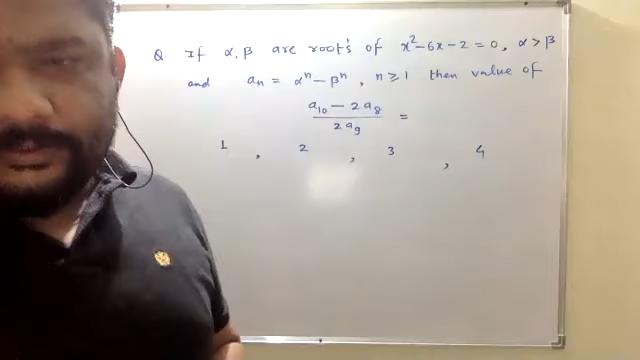 Q If α, β are root's of x² - 6x - 2 = 0, α > β
and aₙ = αⁿ - βⁿ, n ≥ 1 then value of
a₁₀ - 2a₈
2a₉ =
1, 2, 3, 4